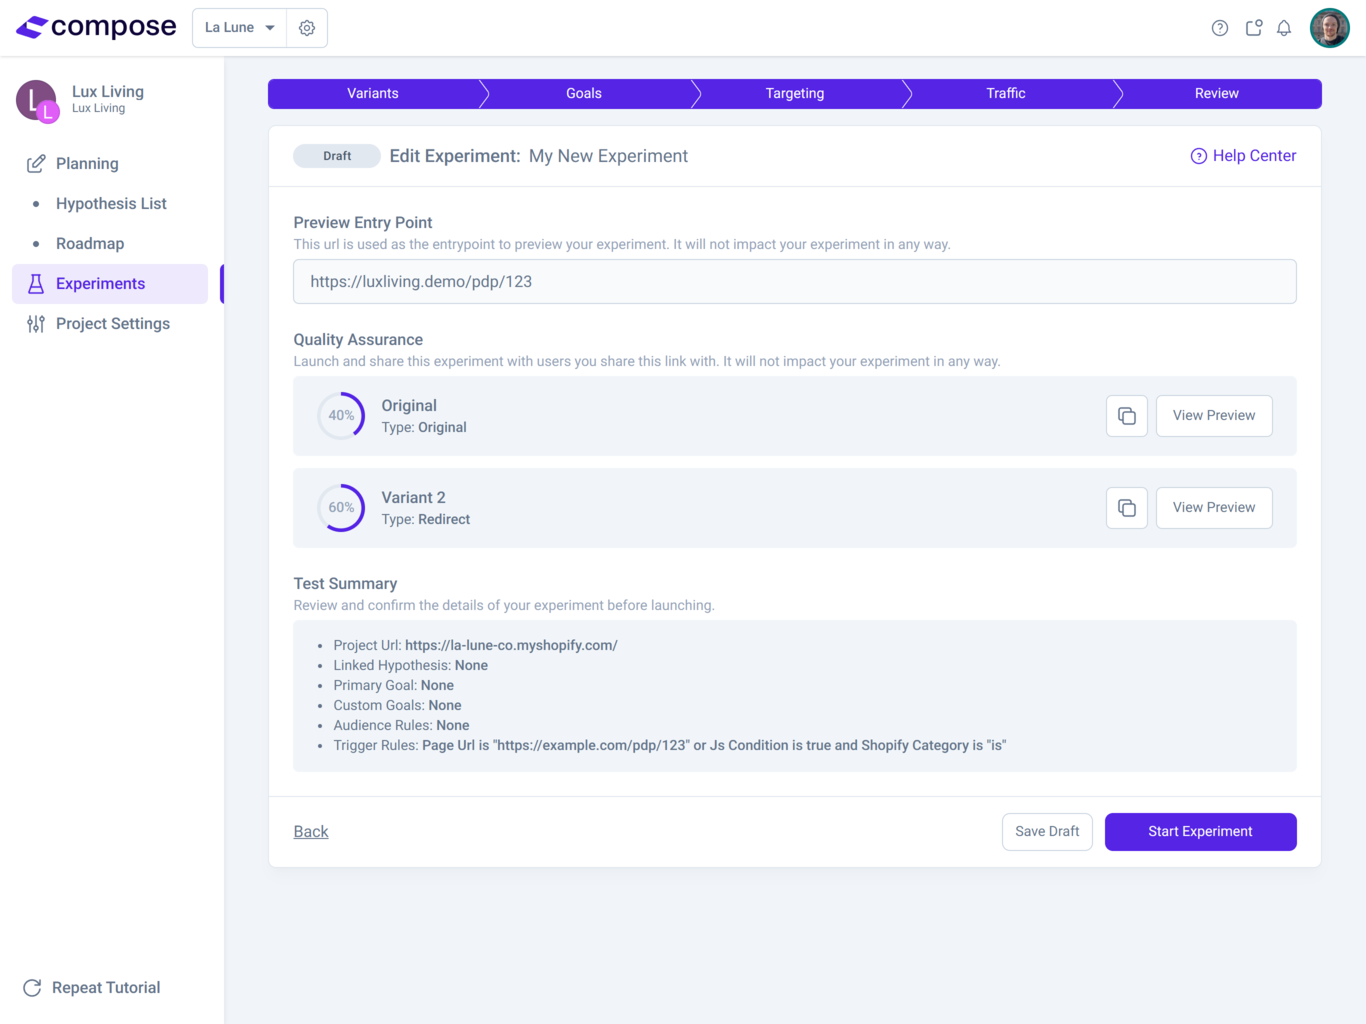 compose
La Lune
L
L
Lux Living
Lux Living
Planning
Hypothesis List
Roadmap
Experiments
Project Settings
Repeat Tutorial
Variants
Goals
Targeting
Traffic
Review
Draft
Edit Experiment: My New Experiment
Help Center
Preview Entry Point
This url is used as the entrypoint to preview your experiment. It will not impact your experiment in any way.
https://luxliving.demo/pdp/123
Quality Assurance
Launch and share this experiment with users you share this link with. It will not impact your experiment in any way.
40%
Original
Type: Original
View Preview
60%
Variant 2
Type: Redirect
View Preview
Test Summary
Review and confirm the details of your experiment before launching.
• Project Url: https://la-lune-co.myshopify.com/
• Linked Hypothesis: None
• Primary Goal: None
• Custom Goals: None
• Audience Rules: None
• Trigger Rules: Page Url is "https://example.com/pdp/123" or Js Condition is true and Shopify Category is "is"
Back
Save Draft
Start Experiment